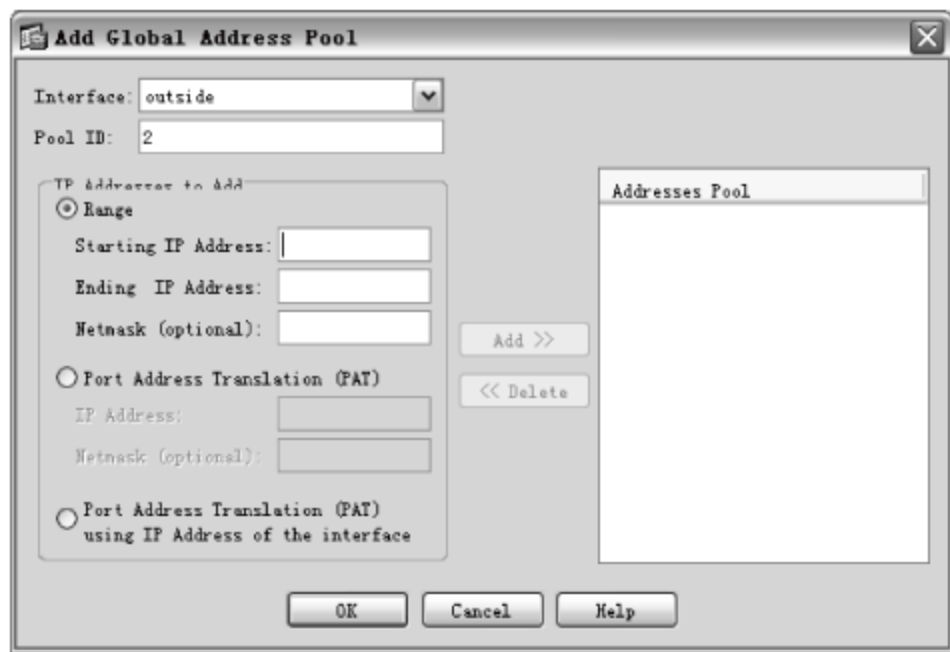 Add Global Address Pool
Interface: outside
Pool ID: 2
IP Addresses to Add
Range
Starting IP Address:
Ending IP Address:
Netmask (optional):
Port Address Translation (PAT)
IP Address:
Netmask (optional):
Port Address Translation (PAT)
using IP Address of the interface
Add >>
<< Delete
Addresses Pool
OK
Cancel
Help